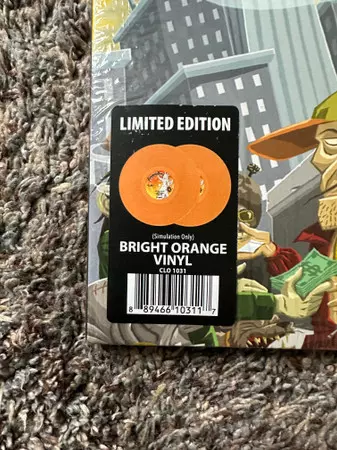 LIMITED EDITION
(Simulation Only)
BRIGHT ORANGE
VINYL
CLO 1031
8 89466 10311 7